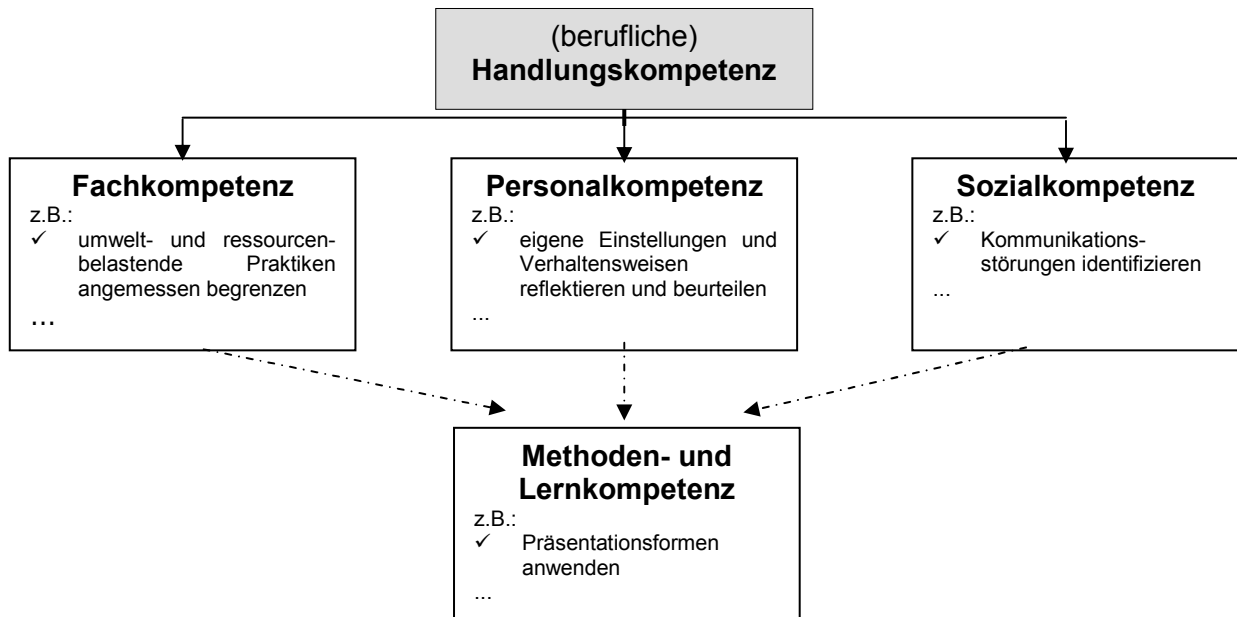 (berufliche)
Handlungskompetenz
Fachkompetenz
z.B.:
✓ umwelt- und ressourcen-
belastende Praktiken
angemessen begrenzen
...
Personalkompetenz
z.B.:
✓ eigene Einstellungen und
Verhaltensweisen
reflektieren und beurteilen
...
Sozialkompetenz
z.B.:
✓ Kommunikations-
störungen identifizieren
...
Methoden- und
Lernkompetenz
z.B.:
✓ Präsentationsformen
anwenden
...